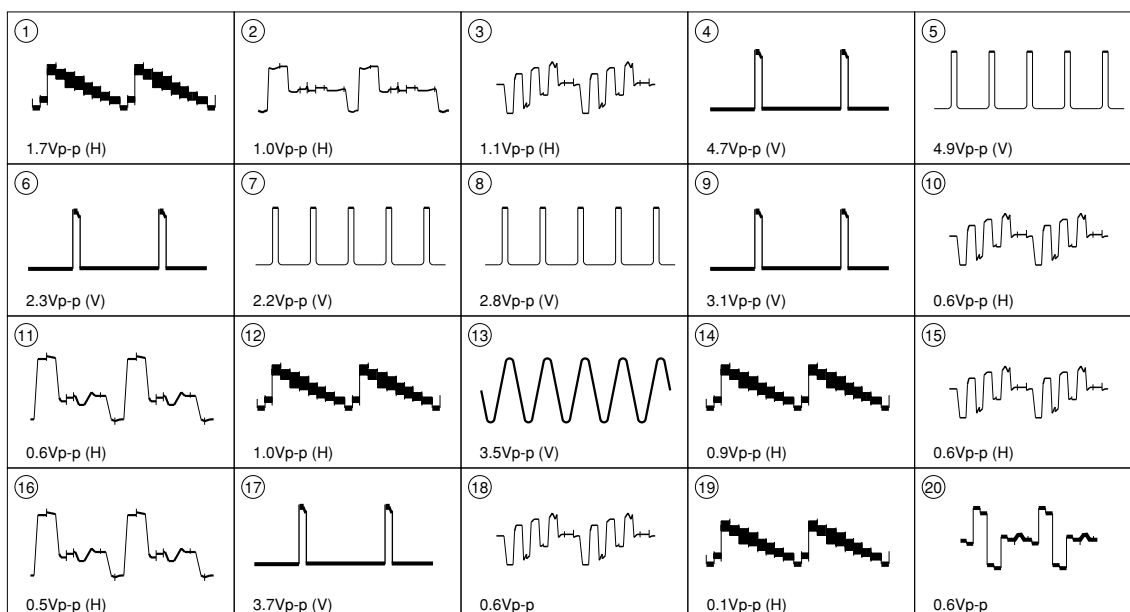 1 2 3 4 5
1.7Vp-p (H) 1.0Vp-p (H) 1.1Vp-p (H) 4.7Vp-p (V) 4.9Vp-p (V)
6 7 8 9 10
2.3Vp-p (V) 2.2Vp-p (V) 2.8Vp-p (V) 3.1Vp-p (V) 0.6Vp-p (H)
11 12 13 14 15
0.6Vp-p (H) 1.0Vp-p (H) 3.5Vp-p (V) 0.9Vp-p (H) 0.6Vp-p (H)
16 17 18 19 20
0.5Vp-p (H) 3.7Vp-p (V) 0.6Vp-p 0.1Vp-p (H) 0.6Vp-p